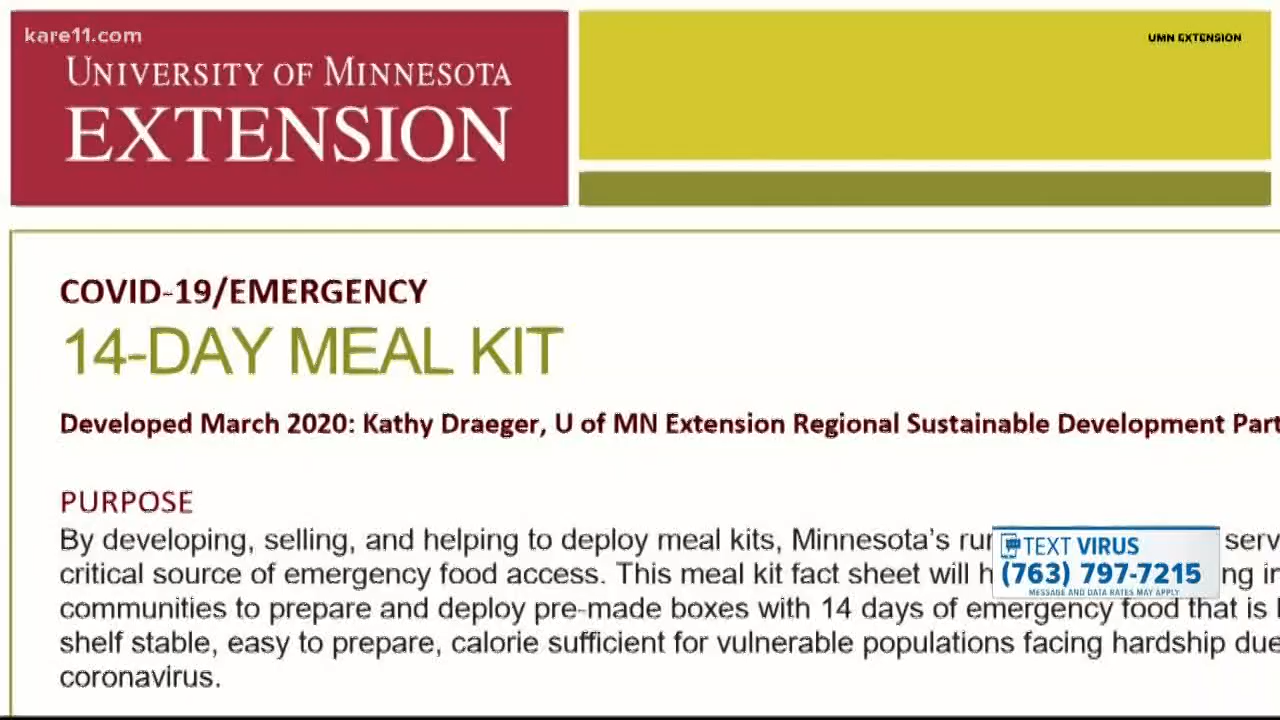 kare11.com
UMN EXTENSION
UNIVERSITY OF MINNESOTA
EXTENSION
COVID-19/EMERGENCY
14-DAY MEAL KIT
Developed March 2020: Kathy Draeger, U of MN Extension Regional Sustainable Development Part
PURPOSE
By developing, selling, and helping to deploy meal kits, Minnesota's rur serv
critical source of emergency food access. This meal kit fact sheet will h ng in
communities to prepare and deploy pre-made boxes with 14 days of emergency food that is
shelf stable, easy to prepare, calorie sufficient for vulnerable populations facing hardship due
coronavirus.
TEXT VIRUS
(763) 797-7215
MESSAGE AND DATA RATES MAY APPLY